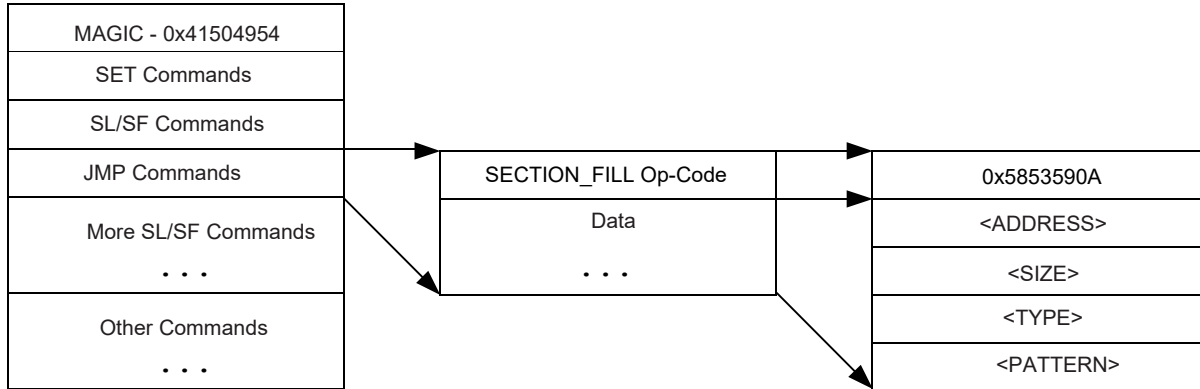 MAGIC - 0x41504954
SET Commands
SL/SF Commands
JMP Commands
More SL/SF Commands
. . .
Other Commands
. . .
SECTION_FILL Op-Code
Data
. . .
0x5853590A
<ADDRESS>
<SIZE>
<TYPE>
<PATTERN>